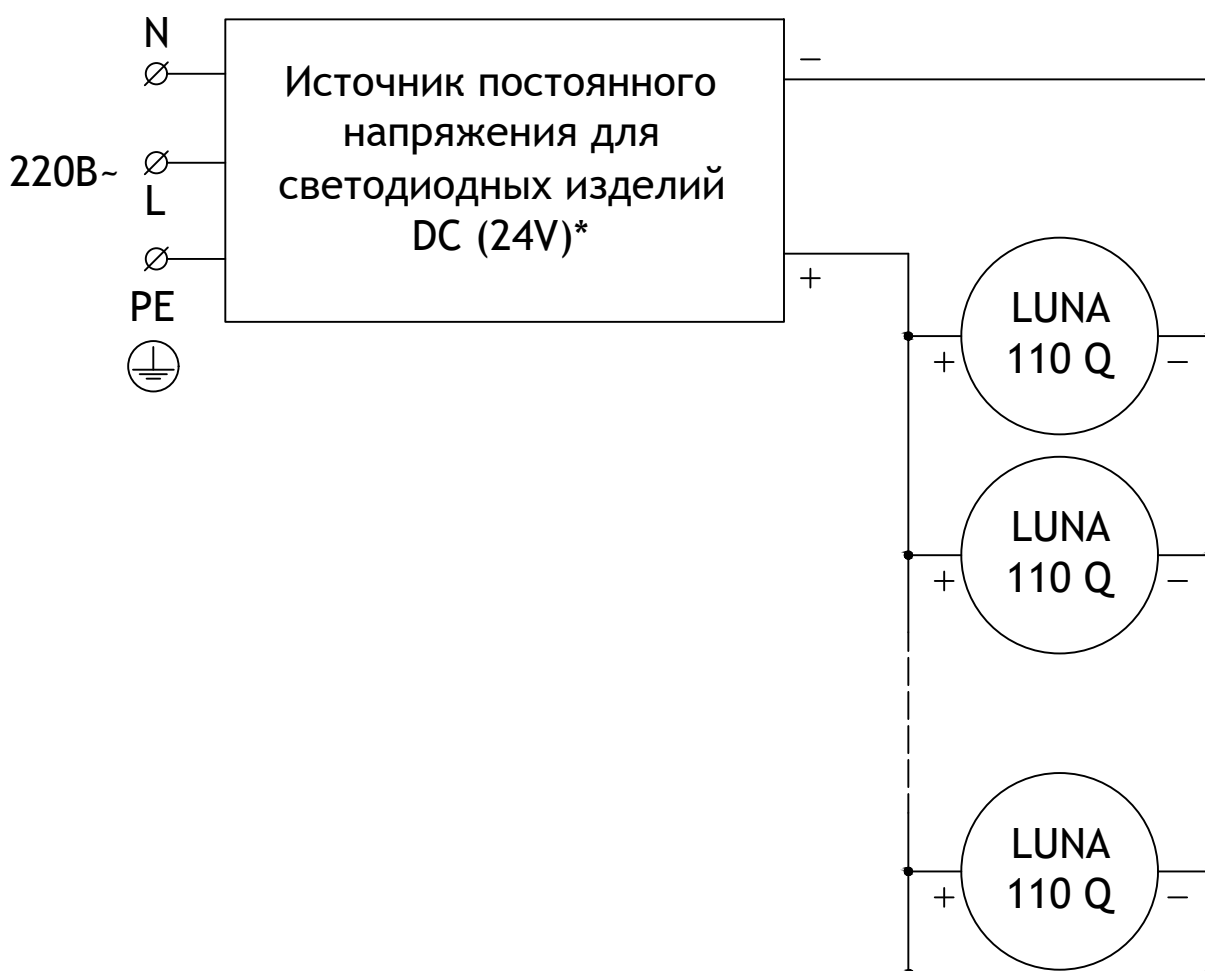 N
Источник постоянного
напряжения для
светодиодных изделий
DC (24V)*
220В~
L
PE
−
+
LUNA
110 Q
+ −
LUNA
110 Q
+ −
LUNA
110 Q
+ −